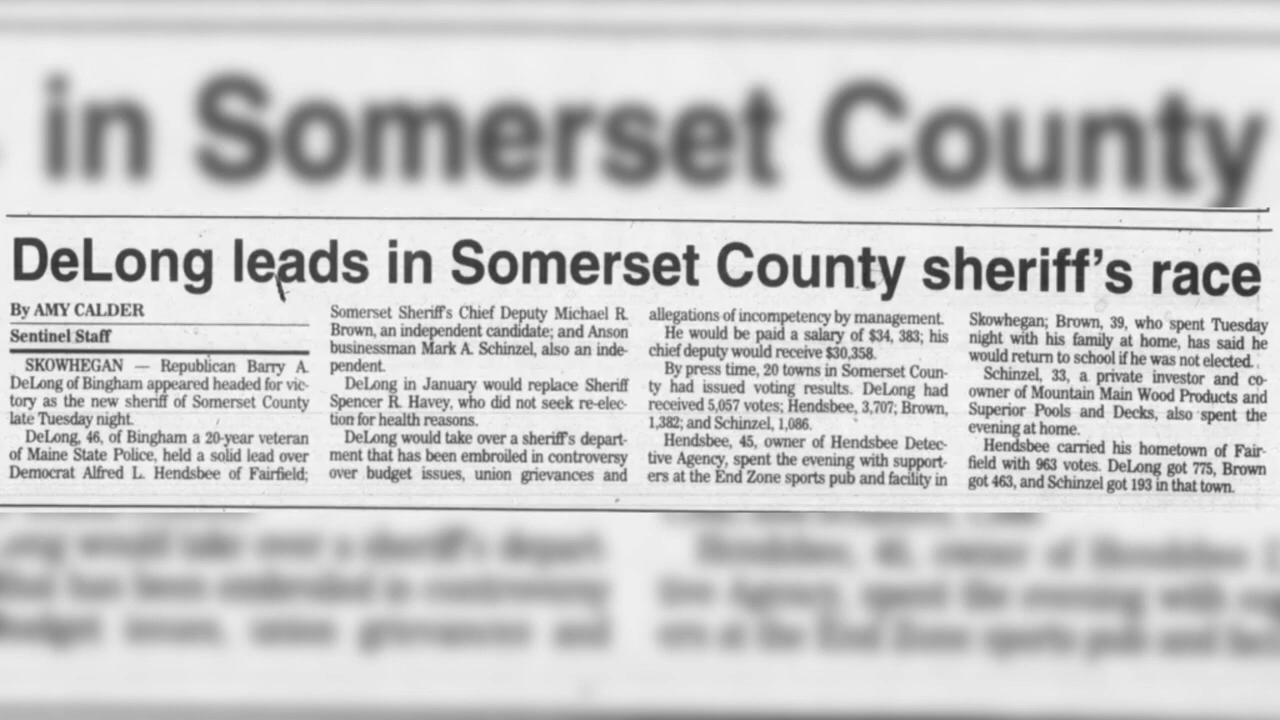 in Somerset County
DeLong leads in Somerset County sheriff's race
By AMY CALDER
Sentinel Staff
SKOWHEGAN — Republican Barry A.
DeLong of Bingham appeared headed for vic-
tory as the new sheriff of Somerset County
late Tuesday night.
DeLong, 46, of Bingham a 20-year veteran
of Maine State Police, held a solid lead over
Democrat Alfred L. Hendsbee of Fairfield;
Somerset Sheriff's Chief Deputy Michael R.
Brown, an independent candidate; and Anson
businessman Mark A. Schinzel, also an inde-
pendent.
DeLong in January would replace Sheriff
Spencer R. Havey, who did not seek re-elec-
tion for health reasons.
DeLong would take over a sheriff's depart-
ment that has been embroiled in controversy
over budget issues, union grievances and
allegations of incompetency by management.
He would be paid a salary of $34, 383; his
chief deputy would receive $30,358.
By press time, 20 towns in Somerset Coun-
ty had issued voting results. DeLong had
received 5,057 votes; Hendsbee, 3,707; Brown,
1,382; and Schinzel, 1,086.
Hendsbee, 45, owner of Hendsbee Detec-
tive Agency, spent the evening with support-
ers at the End Zone sports pub and facility in
Skowhegan; Brown, 39, who spent Tuesday
night with his family at home, has said he
would return to school if he was not elected.
Schinzel, 33, a private investor and co-
owner of Mountain Main Wood Products and
Superior Pools and Decks, also spent the
evening at home.
Hendsbee carried his hometown of Fair-
field with 963 votes. DeLong got 775, Brown
got 463, and Schinzel got 193 in that town.